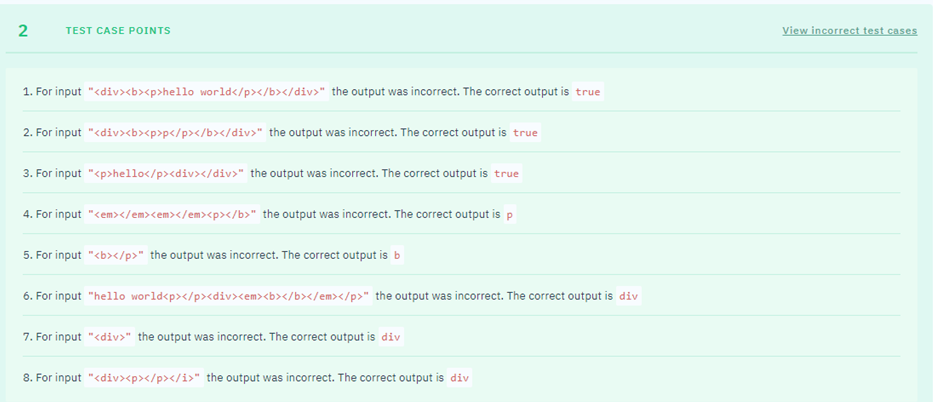 2 TEST CASE POINTS View incorrect test cases
1. For input "<div><b><p>hello world</p></b></div>" the output was incorrect. The correct output is true
2. For input "<div><b><p>p</p></b></div>" the output was incorrect. The correct output is true
3. For input "<p>hello</p><div></div>" the output was incorrect. The correct output is true
4. For input "<em></em><em></em><p></b>" the output was incorrect. The correct output is p
5. For input "<b></p>" the output was incorrect. The correct output is b
6. For input "hello world<p></p><div><em><b></b></em></p>" the output was incorrect. The correct output is div
7. For input "<div>" the output was incorrect. The correct output is div
8. For input "<div><p></p></i>" the output was incorrect. The correct output is div